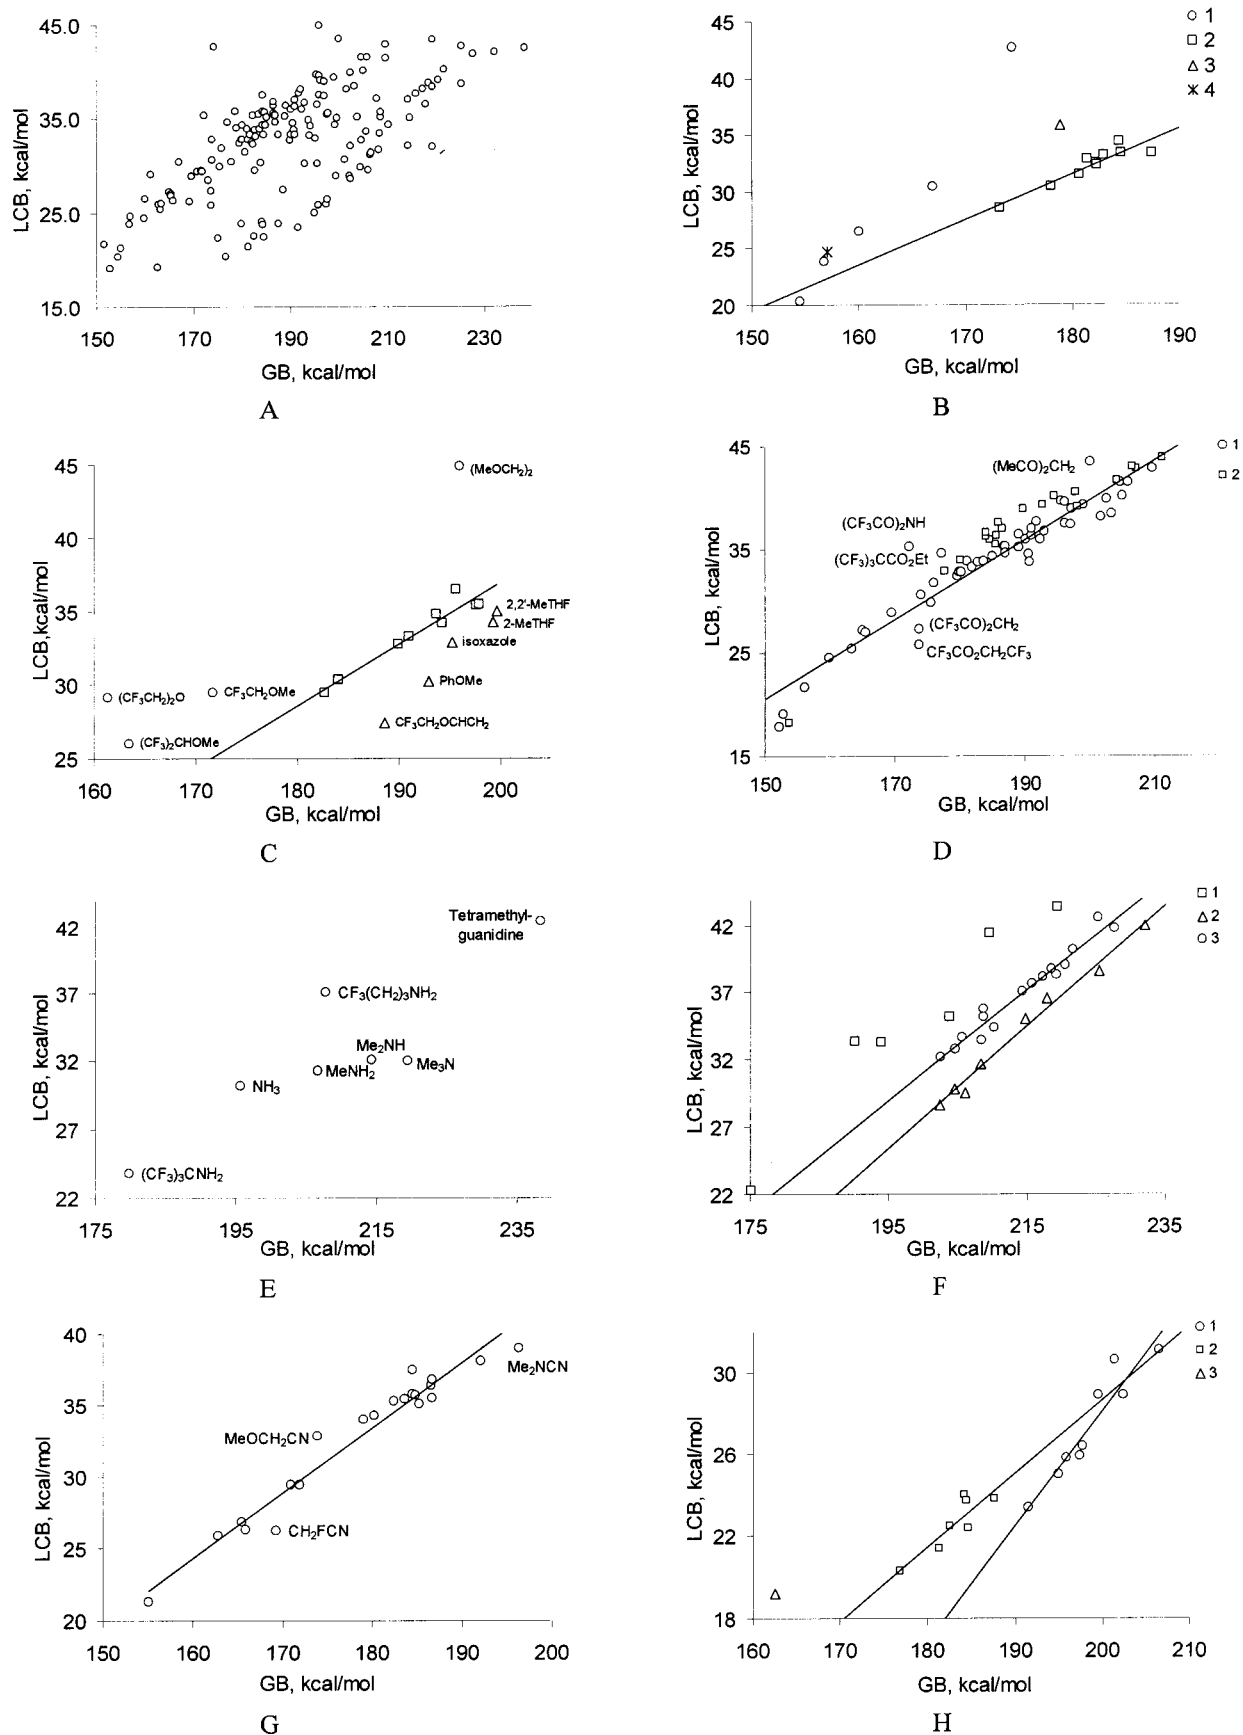 45.0
35.0
25.0
15.0
LCB, kcal/mol
150
170
190
210
230
GB, kcal/mol
A
45
40
35
30
25
20
LCB, kcal/mol
150
160
170
180
190
GB, kcal/mol
1
2
3
4
B
45
40
35
30
25
LCB,kcal/mol
(MeOCH₂)₂
2,2'-MeTHF
2-MeTHF
isoxazole
PhOMe
CF₃CH₂OCHCH₂
(CF₃CH₂)₂O
CF₃CH₂OMe
(CF₃)₂CHOMe
160
170
180
190
200
GB, kcal/mol
C
45
35
25
15
LCB, kcal/mol
(MeCO)₂CH₂
(CF₃CO)₂NH
(CF₃)₃CCO₂Et
(CF₃CO)₂CH₂
CF₃CO₂CH₂CF₃
1
2
150
170
190
210
GB, kcal/mol
D
42
37
32
27
22
LCB, kcal/mol
Tetramethyl-
guanidine
CF₃(CH₂)₃NH₂
Me₂NH
MeNH₂
Me₃N
NH₃
(CF₃)₃CNH₂
175
195
215
235
GB, kcal/mol
E
42
37
32
27
22
LCB, kcal/mol
1
2
3
175
195
215
235
GB, kcal/mol
F
40
35
30
25
20
LCB, kcal/mol
Me₂NCN
MeOCH₂CN
CH₂FCN
150
160
170
180
190
200
GB, kcal/mol
G
30
26
22
18
LCB, kcal/mol
1
2
3
160
170
180
190
200
210
GB, kcal/mol
H